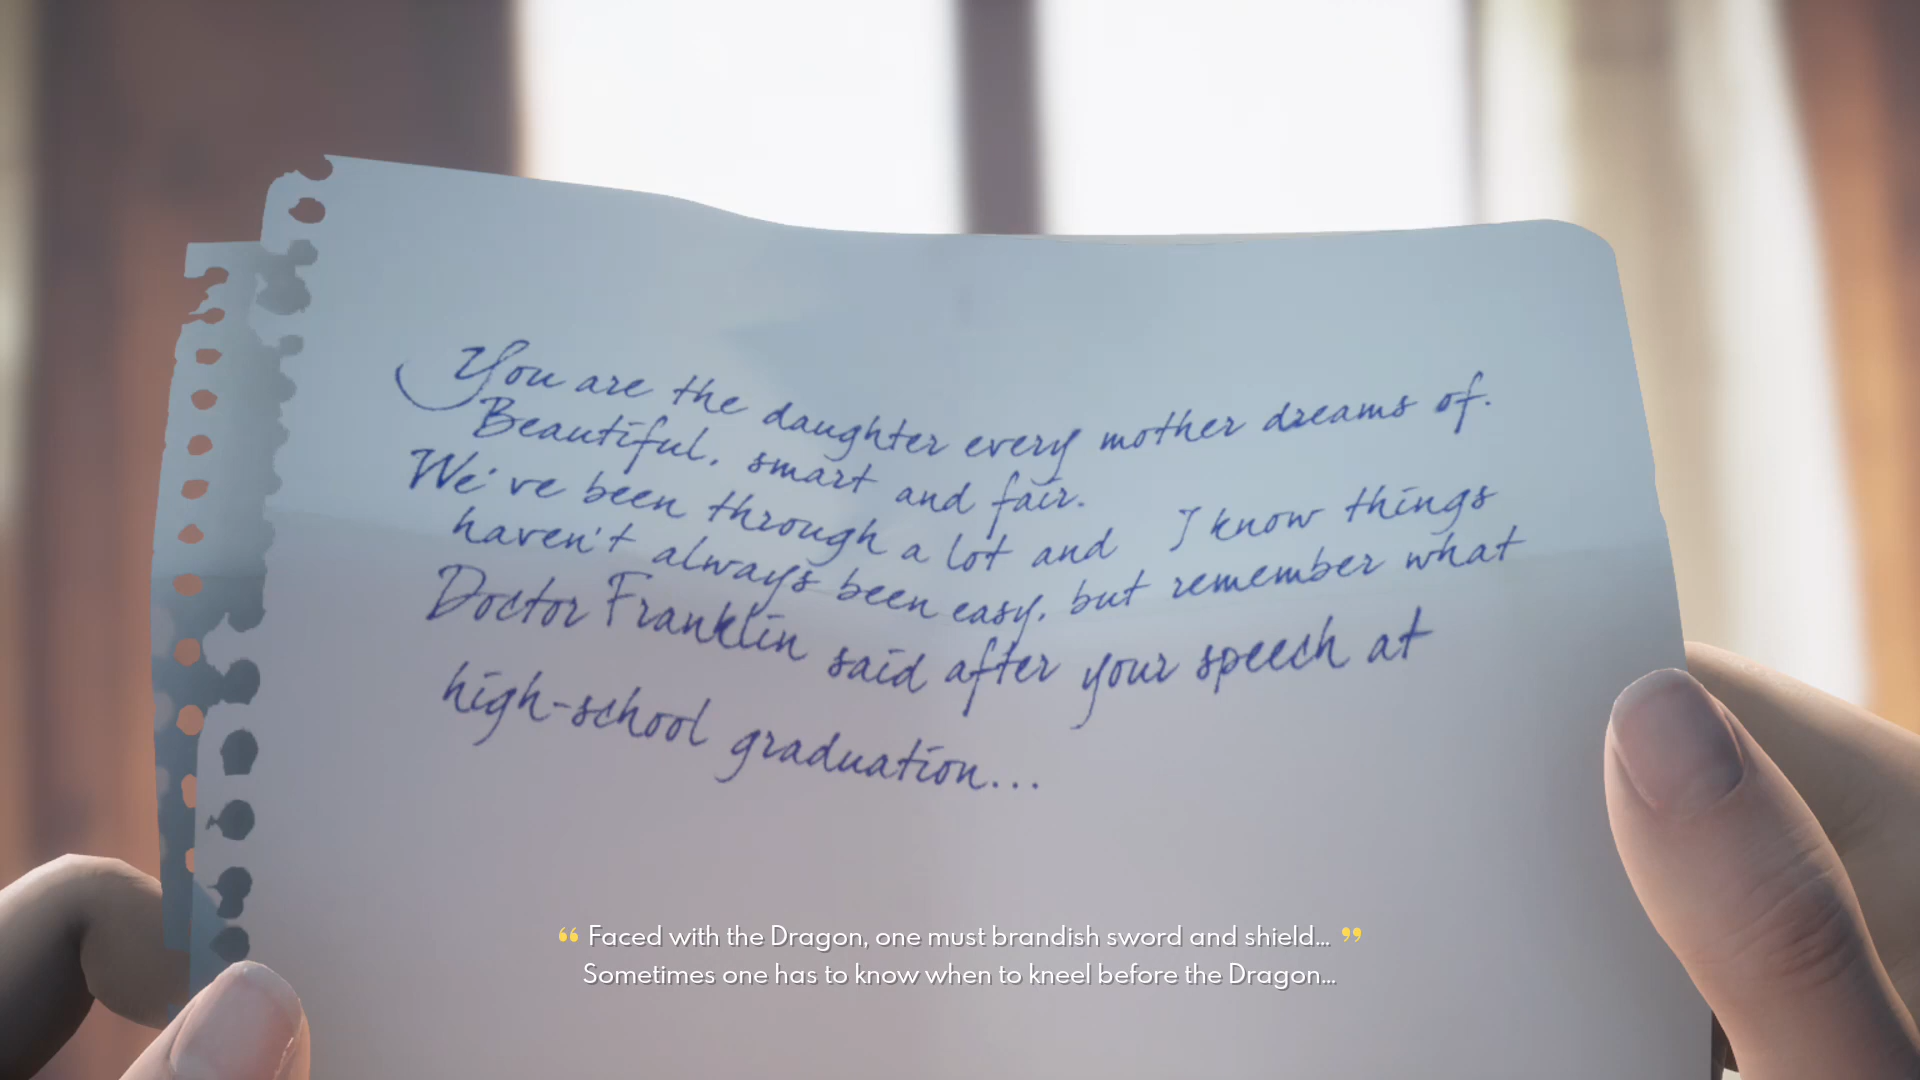 You are the daughter every mother dreams of.
Beautiful, smart and fair.
We've been through a lot and I know things
haven't always been easy, but remember what
Doctor Franklin said after your speech at
high-school graduation...
“ Faced with the Dragon, one must brandish sword and shield... ”
Sometimes one has to know when to kneel before the Dragon...